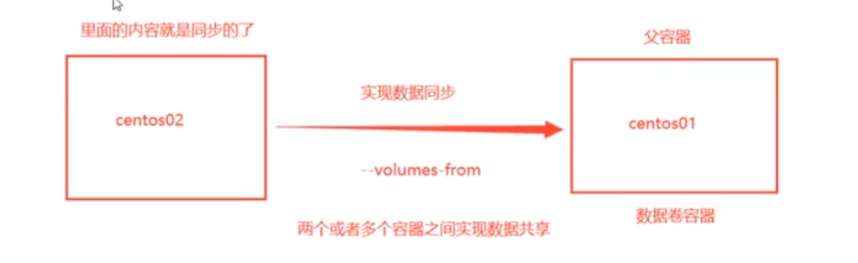 里面的内容就是同步的了
父容器
实现数据同步
centos02
centos01
--volumes-from
数据卷容器
两个或者多个容器之间实现数据共享